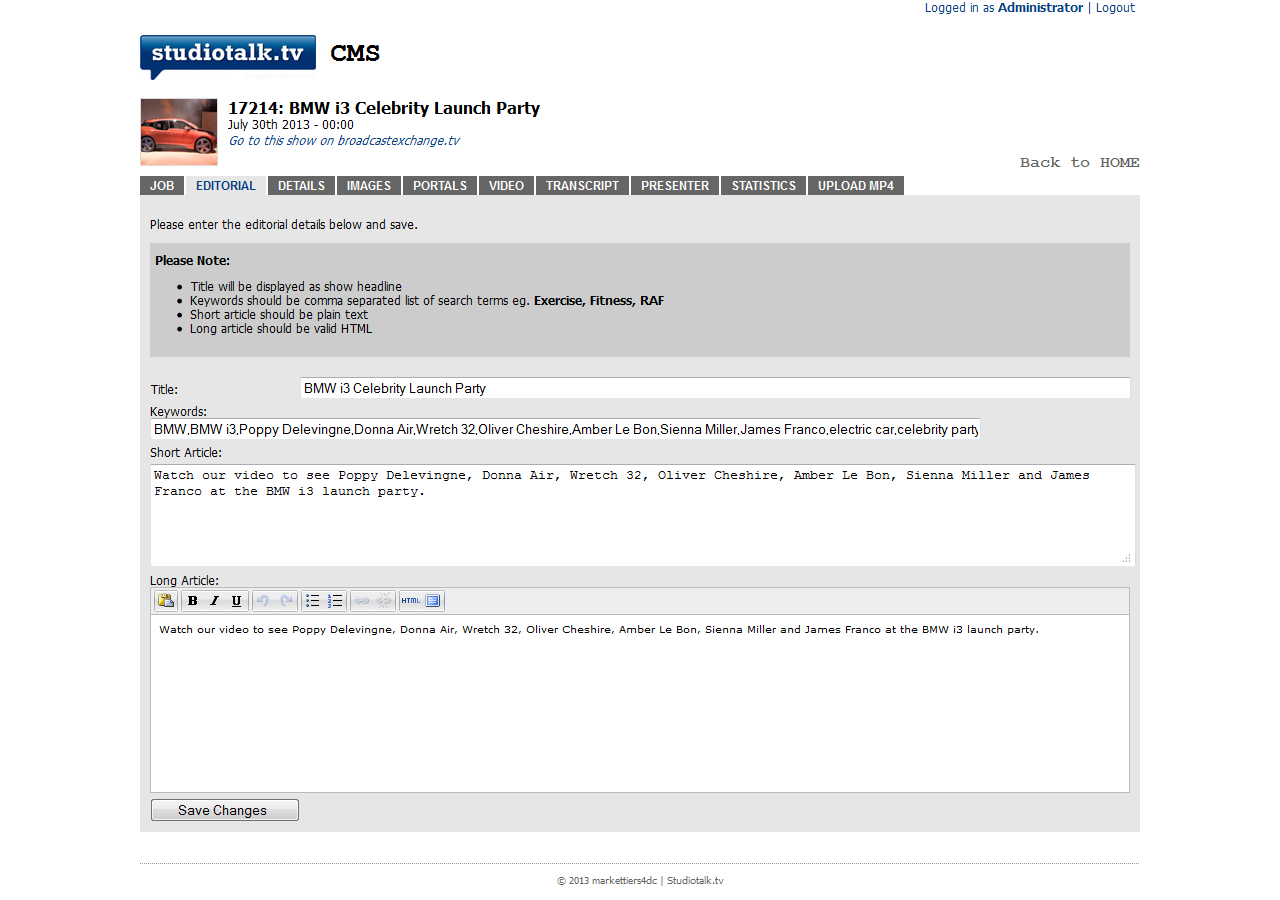 Logged in as Administrator | Logout
studiotalk.tv CMS
17214: BMW i3 Celebrity Launch Party
July 30th 2013 - 00:00
Go to this show on broadcastexchange.tv
Back to HOME
JOB EDITORIAL DETAILS IMAGES PORTALS VIDEO TRANSCRIPT PRESENTER STATISTICS UPLOAD MP4
Please enter the editorial details below and save.
Please Note:
• Title will be displayed as show headline
• Keywords should be comma separated list of search terms eg. Exercise, Fitness, RAF
• Short article should be plain text
• Long article should be valid HTML
Title: BMW i3 Celebrity Launch Party
Keywords:
BMW,BMW i3,Poppy Delevingne,Donna Air,Wretch 32,Oliver Cheshire,Amber Le Bon,Sienna Miller,James Franco,electric car,celebrity party
Short Article:
Watch our video to see Poppy Delevingne, Donna Air, Wretch 32, Oliver Cheshire, Amber Le Bon, Sienna Miller and James
Franco at the BMW i3 launch party.
Long Article:
B I U HTML
Watch our video to see Poppy Delevingne, Donna Air, Wretch 32, Oliver Cheshire, Amber Le Bon, Sienna Miller and James Franco at the BMW i3 launch party.
Save Changes
© 2013 markettiers4dc | Studiotalk.tv